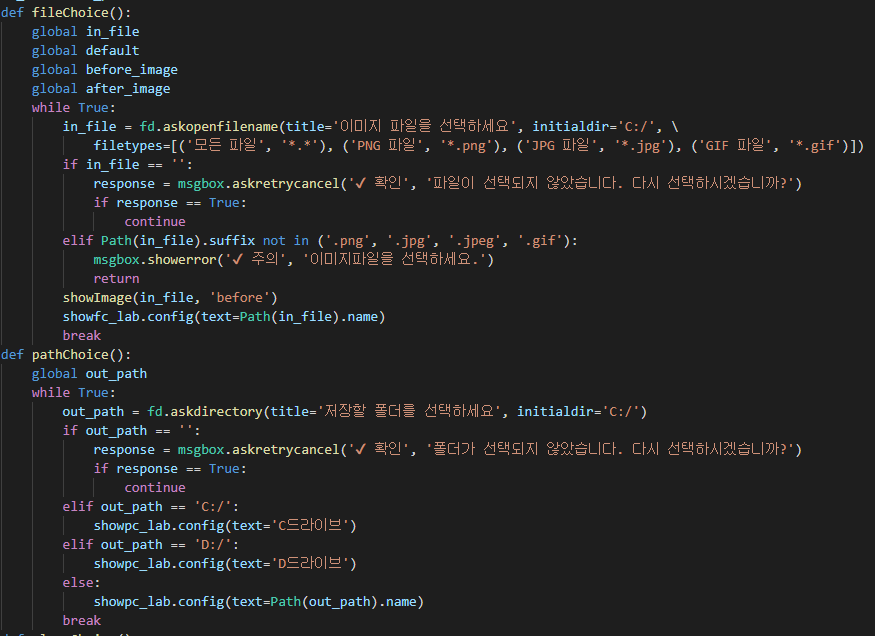 def fileChoice():
    global in_file
    global default
    global before_image
    global after_image
    while True:
        in_file = fd.askopenfilename(title='이미지 파일을 선택하세요', initialdir='C:/', \
            filetypes=[('모든 파일', '*.*'), ('PNG 파일', '*.png'), ('JPG 파일', '*.jpg'), ('GIF 파일', '*.gif')])
        if in_file == '':
            response = msgbox.askretrycancel('✔ 확인', '파일이 선택되지 않았습니다. 다시 선택하시겠습니까?')
            if response == True:
                continue
        elif Path(in_file).suffix not in ('.png', '.jpg', '.jpeg', '.gif'):
            msgbox.showerror('✔ 주의', '이미지파일을 선택하세요.')
            return
        showImage(in_file, 'before')
        showfc_lab.config(text=Path(in_file).name)
        break
def pathChoice():
    global out_path
    while True:
        out_path = fd.askdirectory(title='저장할 폴더를 선택하세요', initialdir='C:/')
        if out_path == '':
            response = msgbox.askretrycancel('✔ 확인', '폴더가 선택되지 않았습니다. 다시 선택하시겠습니까?')
            if response == True:
                continue
        elif out_path == 'C:/':
            showpc_lab.config(text='C드라이브')
        elif out_path == 'D:/':
            showpc_lab.config(text='D드라이브')
        else:
            showpc_lab.config(text=Path(out_path).name)
        break